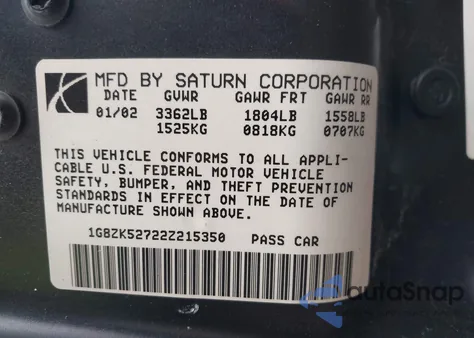 MFD BY SATURN CORPORATION
DATE GVWR GAWR FRT GAWR RR
01/02 3362LB 1804LB 1558LB
1525KG 0818KG 0707KG
THIS VEHICLE CONFORMS TO ALL APPLI-
CABLE U.S. FEDERAL MOTOR VEHICLE
SAFETY, BUMPER, AND THEFT PREVENTION
STANDARDS IN EFFECT ON THE DATE OF
MANUFACTURE SHOWN ABOVE.
1G8ZK52722Z215350 PASS CAR
autoSnap